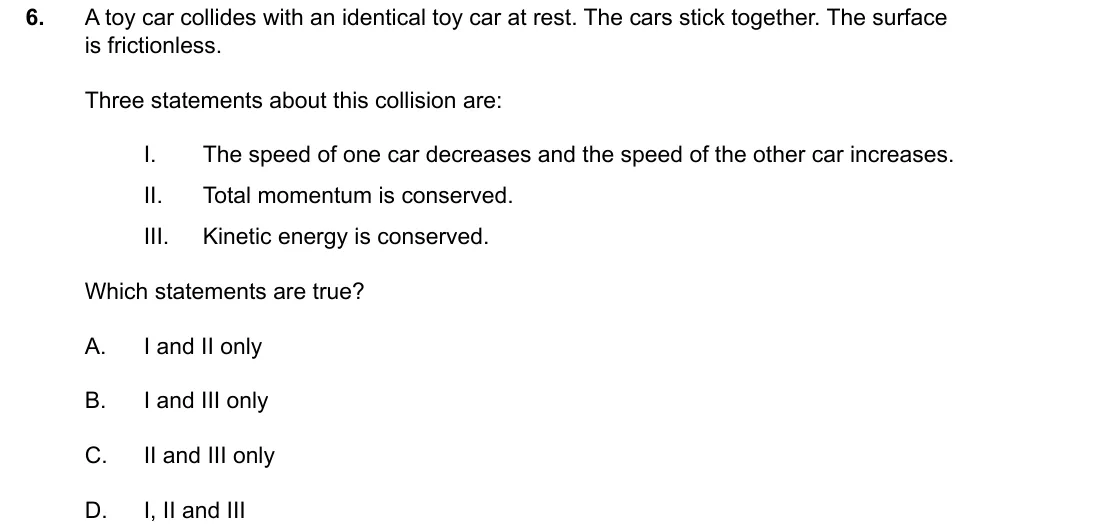 6. A toy car collides with an identical toy car at rest. The cars stick together. The surface
is frictionless.
Three statements about this collision are:
I. The speed of one car decreases and the speed of the other car increases.
II. Total momentum is conserved.
III. Kinetic energy is conserved.
Which statements are true?
A. I and II only
B. I and III only
C. II and III only
D. I, II and III